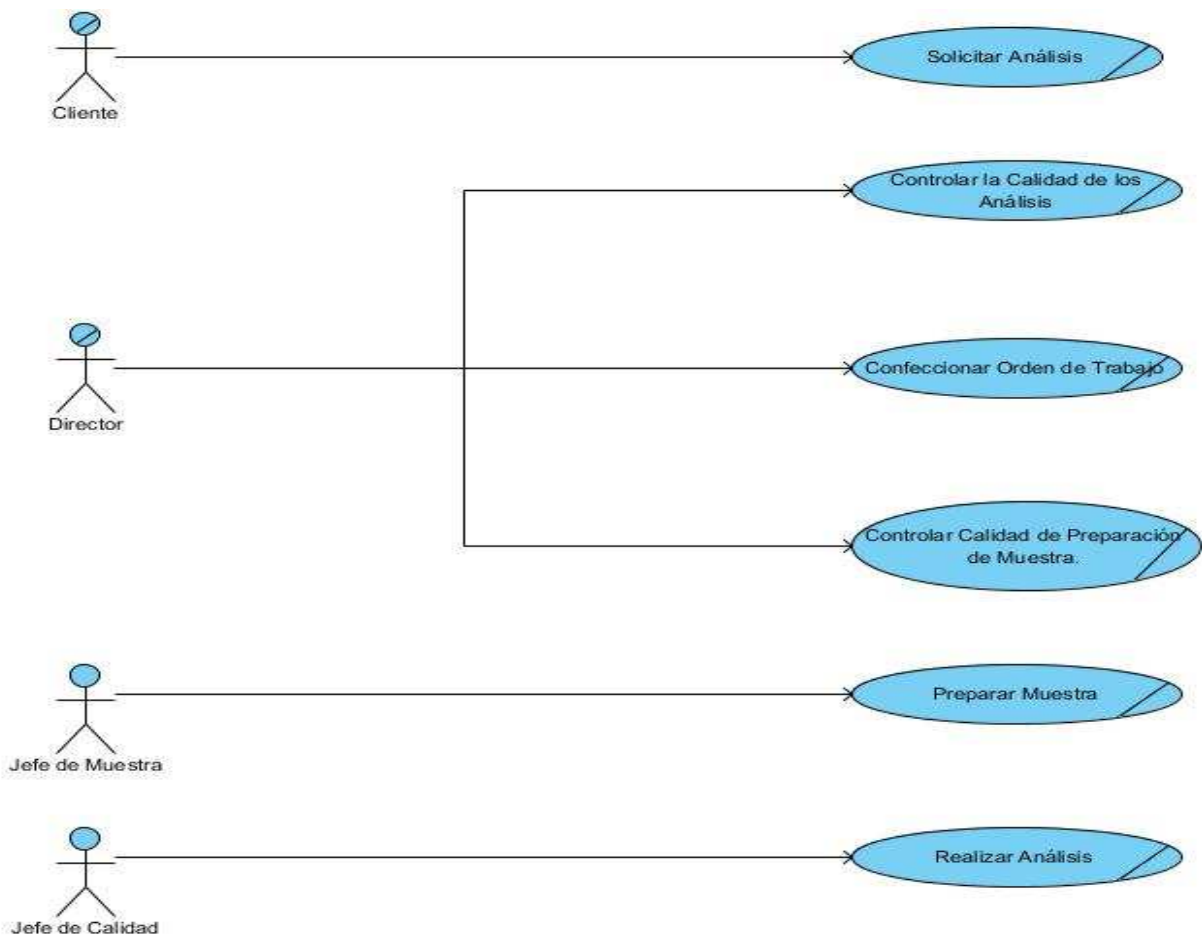 Solicitar Análisis
Cliente
Controlar la Calidad de los
Análisis
Confeccionar Orden de Trabajo
Director
Controlar Calidad de Preparación
de Muestra.
Preparar Muestra
Jefe de Muestra
Realizar Análisis
Jefe de Calidad